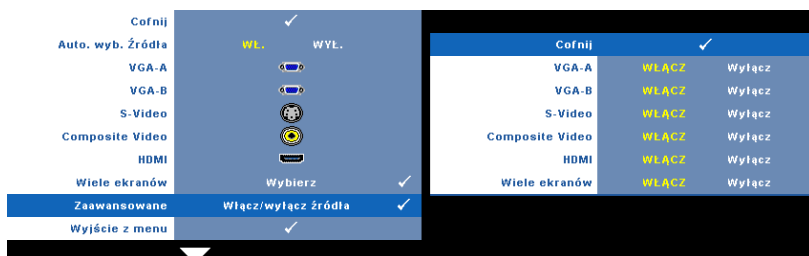 Cofnij
Auto. wyb. Źródła WŁ. WYŁ.
VGA-A
VGA-B
S-Video
Composite Video
HDMI
Wiele ekranów Wybierz
Zaawansowane Włącz/wyłącz źródła
Wyjście z menu
Cofnij
VGA-A WŁĄCZ Wyłącz
VGA-B WŁĄCZ Wyłącz
S-Video WŁĄCZ Wyłącz
Composite Video WŁĄCZ Wyłącz
HDMI WŁĄCZ Wyłącz
Wiele ekranów WŁĄCZ Wyłącz